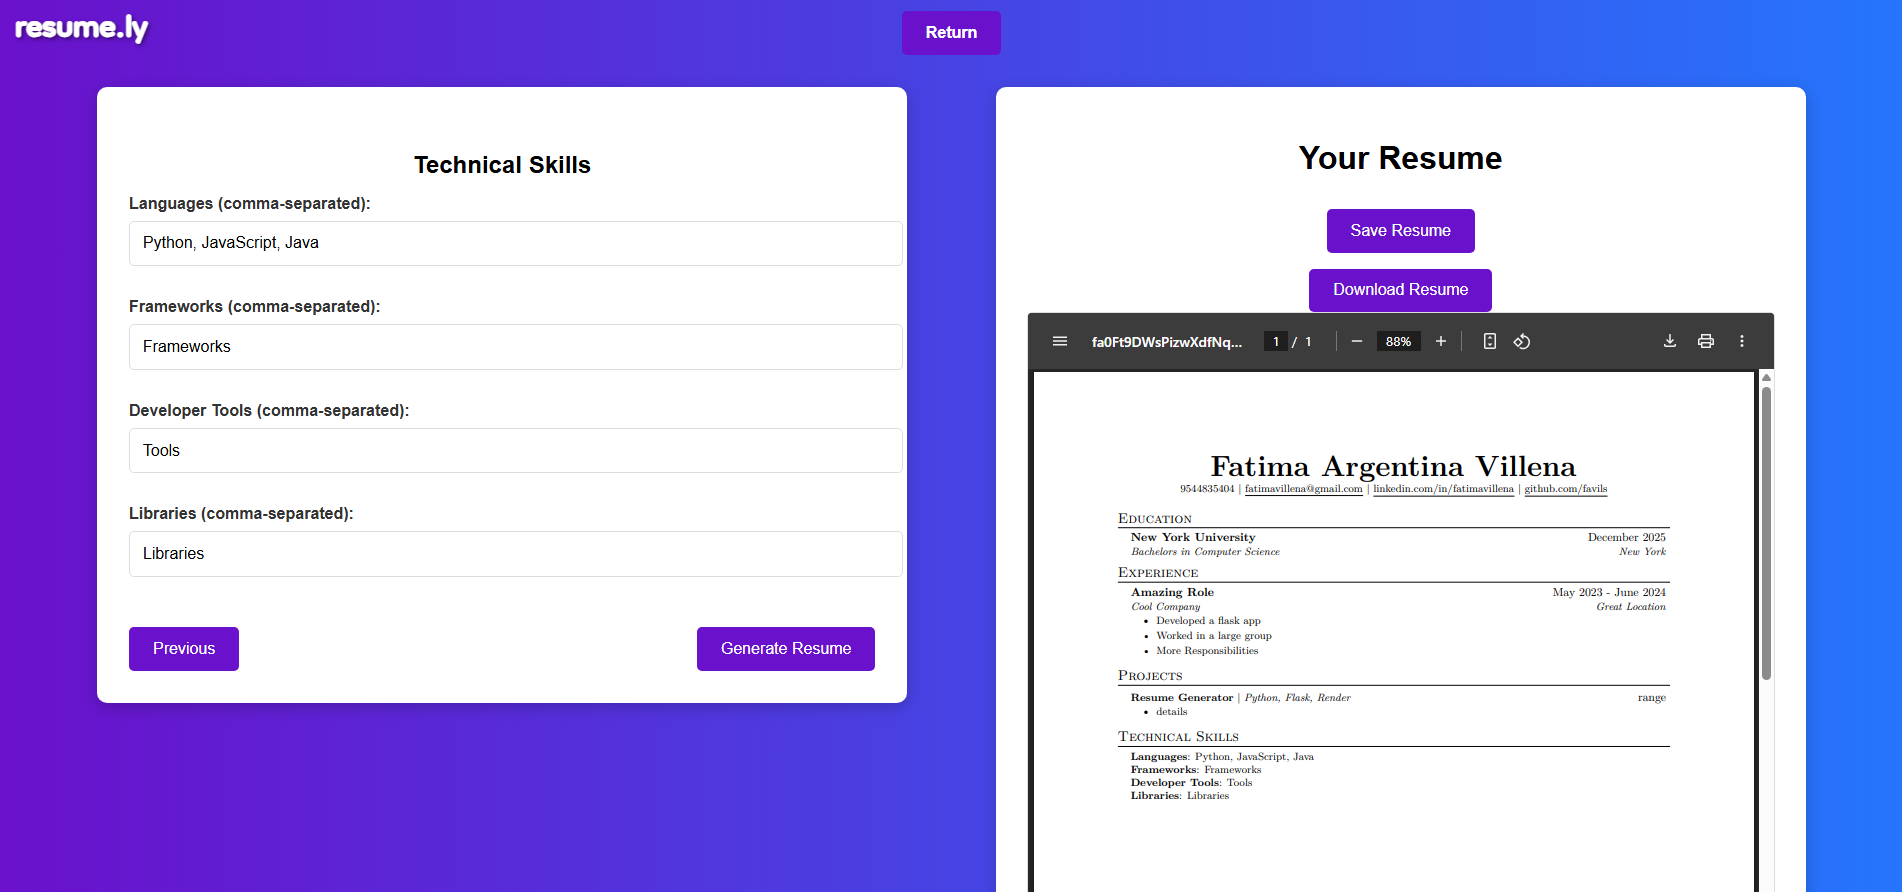 resume.ly
Return
Technical Skills
Languages (comma-separated):
Python, JavaScript, Java
Frameworks (comma-separated):
Frameworks
Developer Tools (comma-separated):
Tools
Libraries (comma-separated):
Libraries
Previous
Generate Resume
Your Resume
Save Resume
Download Resume
fa0Ft9DWsPizwXdfNq...
1 / 1
88%
Fatima Argentina Villena
9544835404 | fatimavillena@gmail.com | linkedin.com/in/fatimavillena | github.com/favils
Education
New York University December 2025
Bachelors in Computer Science New York
Experience
Amazing Role May 2023 - June 2024
Cool Company Great Location
• Developed a flask app
• Worked in a large group
• More Responsibilities
Projects
Resume Generator | Python, Flask, Render range
• details
Technical Skills
Languages: Python, JavaScript, Java
Frameworks: Frameworks
Developer Tools: Tools
Libraries: Libraries